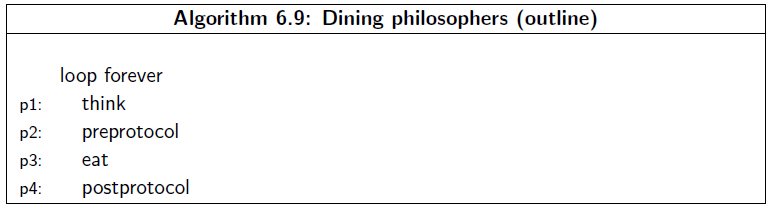 Algorithm 6.9: Dining philosophers (outline)
loop forever
p1: think
p2: preprotocol
p3: eat
p4: postprotocol